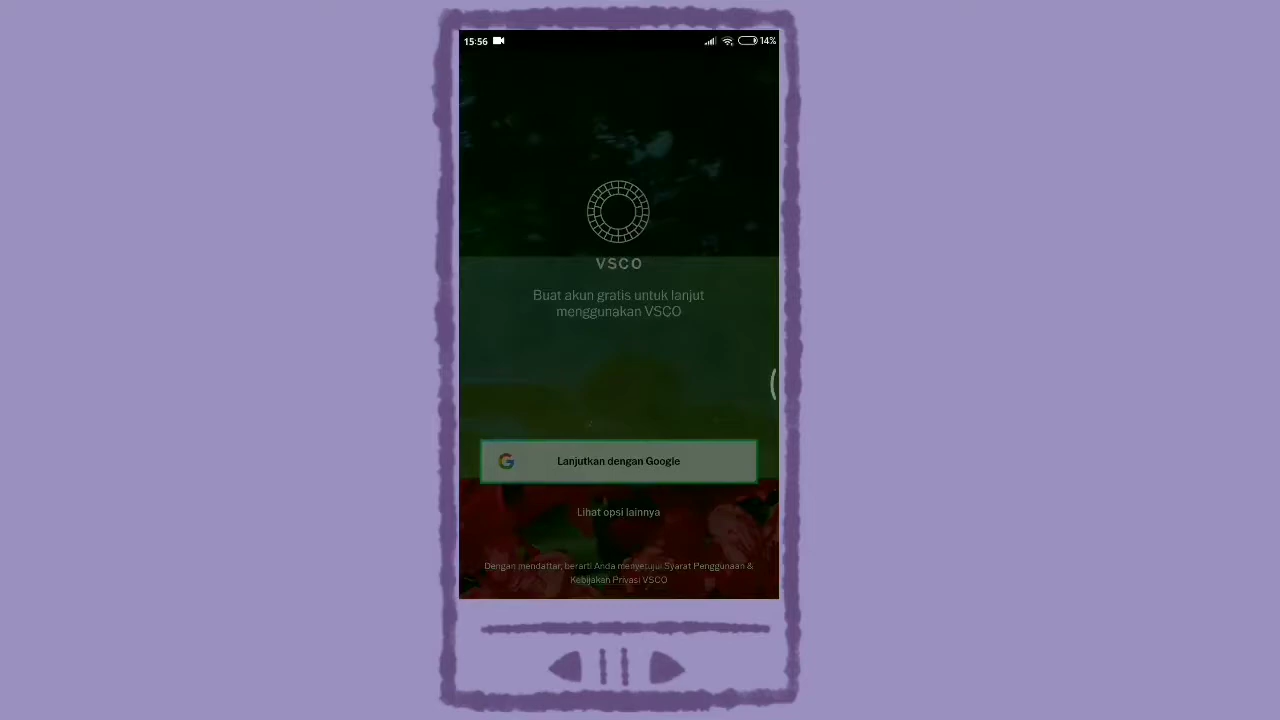 15:56 14%
VSCO
Buat akun gratis untuk lanjut
menggunakan VSCO
Lanjutkan dengan Google
Lihat opsi lainnya
Dengan mendaftar, berarti Anda menyetujui Syarat Penggunaan &
Kebijakan Privasi VSCO